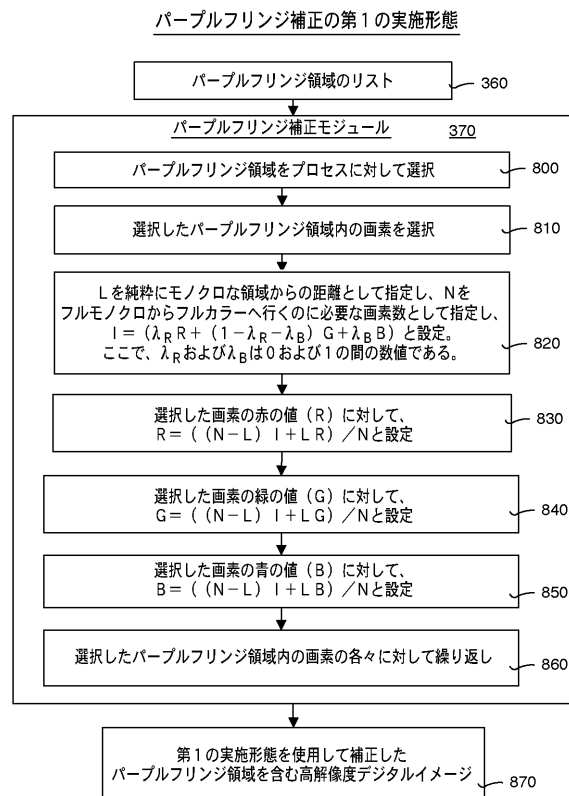 パープルフリンジ補正の第1の実施形態
パープルフリンジ領域のリスト
360
パープルフリンジ補正モジュール 370
パープルフリンジ領域をプロセスに対して選択
800
選択したパープルフリンジ領域内の画素を選択
810
Lを純粋にモノクロな領域からの距離として指定し、Nを
フルモノクロからフルカラーへ行くのに必要な画素数として指定し、
I=(λRR+(1-λR-λB)G+λBB)と設定。
ここで、λRおよびλBは0および1の間の数値である。
820
選択した画素の赤の値(R)に対して、
R=((N-L)I+LR)/Nと設定
830
選択した画素の緑の値(G)に対して、
G=((N-L)I+LG)/Nと設定
840
選択した画素の青の値(B)に対して、
B=((N-L)I+LB)/Nと設定
850
選択したパープルフリンジ領域内の画素の各々に対して繰り返し
860
第1の実施形態を使用して補正した
パープルフリンジ領域を含む高解像度デジタルイメージ
870